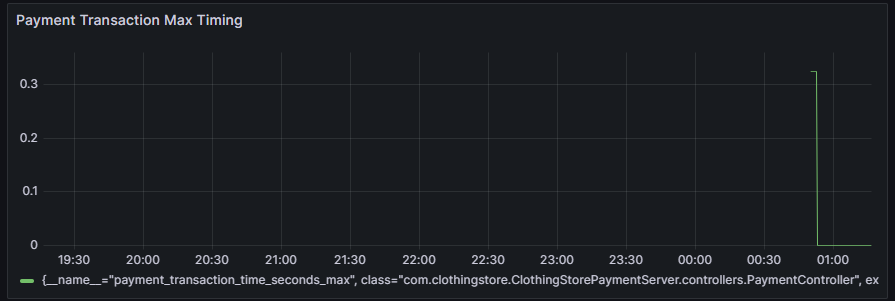 Payment Transaction Max Timing
0.3
0.2
0.1
0
19:30 20:00 20:30 21:00 21:30 22:00 22:30 23:00 23:30 00:00 00:30 01:00
{__name__="payment_transaction_time_seconds_max", class="com.clothingstore.ClothingStorePaymentServer.controllers.PaymentController", ex